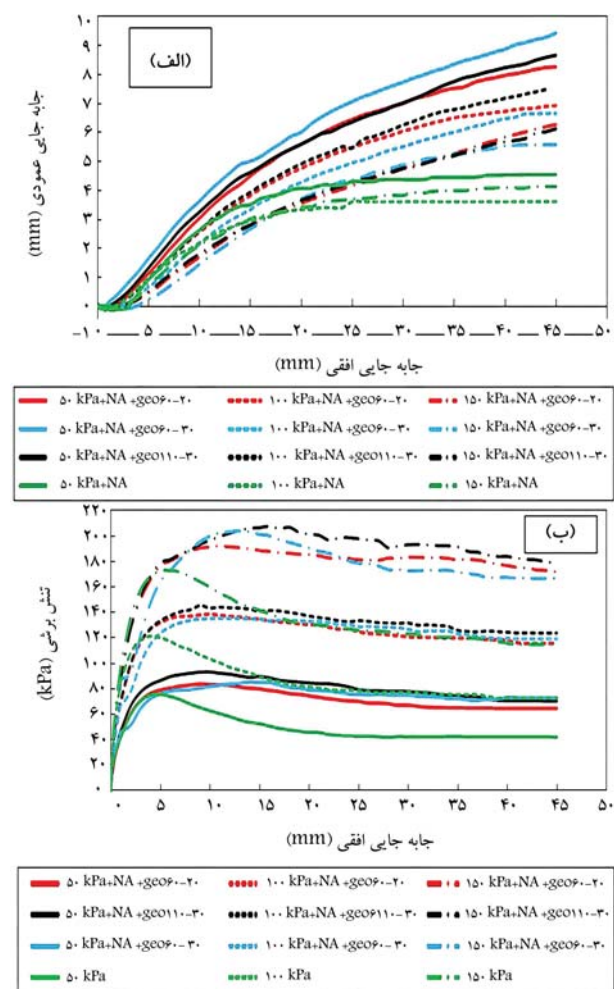 ۱۰
۹
۸
۷
۶
۵
۴
۳
۲
۱
۰
(الف)
جابه جایی عمودی (mm)
-۱۰ ۵ ۱۰ ۱۵ ۲۰ ۲۵ ۳۰ ۳۵ ۴۰ ۴۵ ۵۰
جابه جایی افقی (mm)
۵۰ kPa+NA +geo۶۰-۲۰ ۱۰۰ kPa+NA +geo۶۰-۲۰ ۱۵۰ kPa+NA +geo۶۰-۲۰
۵۰ kPa+NA +geo۶۰-۳۰ ۱۰۰ kPa+NA +geo۶۰-۳۰ ۱۵۰ kPa+NA +geo۶۰-۳۰
۵۰ kPa+NA +geo۱۱۰-۳۰ ۱۰۰ kPa+NA +geo۱۱۰-۳۰ ۱۵۰ kPa+NA +geo۱۱۰-۳۰
۵۰ kPa+NA ۱۰۰ kPa+NA ۱۵۰ kPa+NA
۲۲۰
۲۰۰
۱۸۰
۱۶۰
۱۴۰
۱۲۰
۱۰۰
۸۰
۶۰
۴۰
۲۰
۰
(ب)
تنش برشی (kPa)
۰ ۵ ۱۰ ۱۵ ۲۰ ۲۵ ۳۰ ۳۵ ۴۰ ۴۵ ۵۰
جابه جایی افقی (mm)
۵۰ kPa+NA +geo۶۰-۲۰ ۱۰۰ kPa+NA +geo۶۰-۲۰ ۱۵۰ kPa+NA +geo۶۰-۲۰
۵۰ kPa+NA +geo۱۱۰-۳۰ ۱۰۰ kPa+NA +geo۶۱۱۰-۳۰ ۱۵۰ kPa+NA +geo۱۱۰-۳۰
۵۰ kPa+NA +geo۶۰-۳۰ ۱۰۰ kPa+NA +geo۶۰-۳۰ ۱۵۰ kPa+NA +geo۶۰-۳۰
۵۰ kPa ۱۰۰ kPa ۱۵۰ kPa